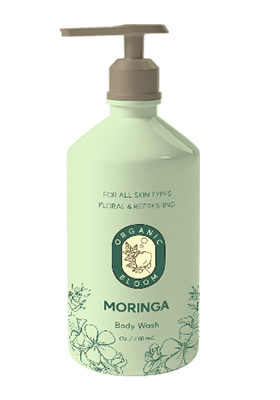 FOR ALL SKIN TYPES
FLORAL & REFRESHING
ORGANIC
BLOOM
MORINGA
Body Wash